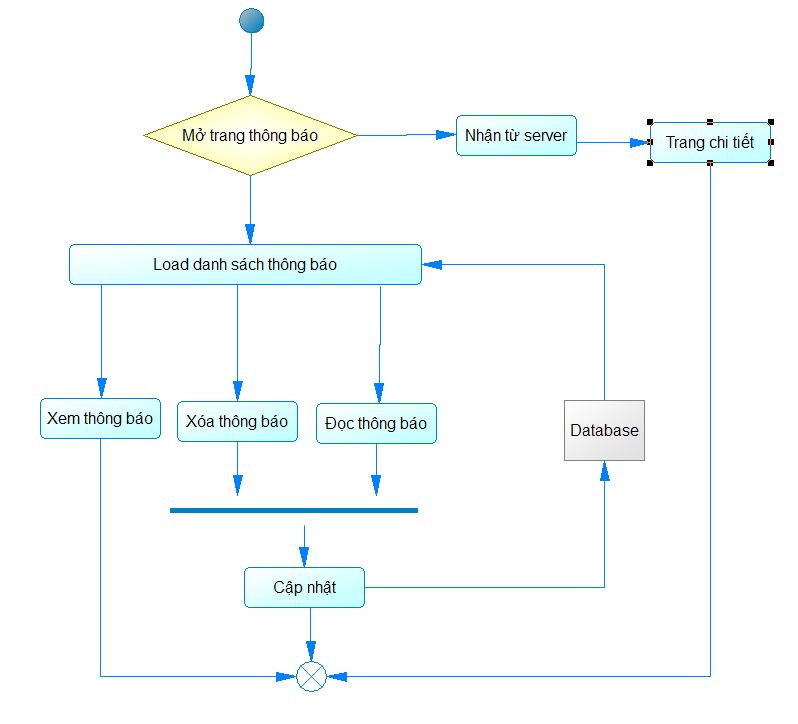 Mở trang thông báo
Nhận từ server
Trang chi tiết
Load danh sách thông báo
Xem thông báo
Xóa thông báo
Đọc thông báo
Database
Cập nhật